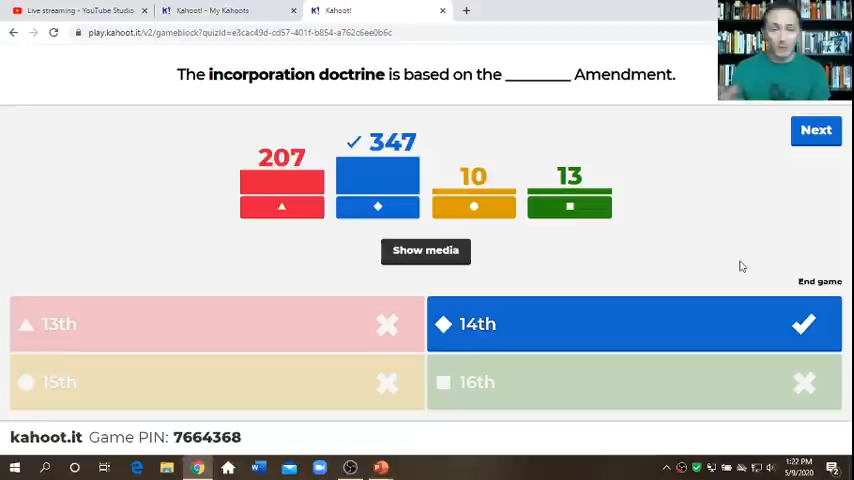 Live streaming - YouTube Studio
K! Kahoot! - My Kahoots
K! Kahoot!
play.kahoot.it/v2/gameblock?quizId=e3cac49d-cd57-401f-b854-a762c6ee0b6c
The incorporation doctrine is based on the ________ Amendment.
Next
207
347
10
13
Show media
End game
13th
14th
15th
16th
kahoot.it Game PIN: 7664368
1:22 PM
5/9/2020
2